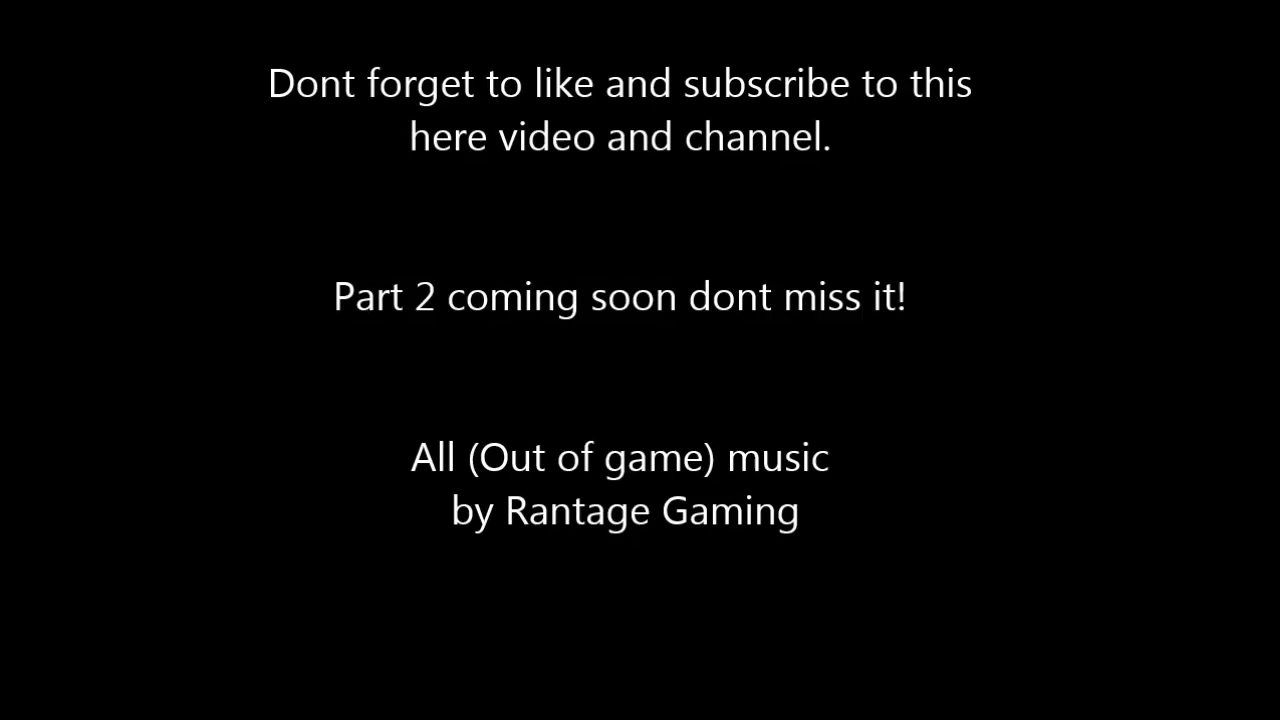 Dont forget to like and subscribe to this
here video and channel.
Part 2 coming soon dont miss it!
All (Out of game) music
by Rantage Gaming